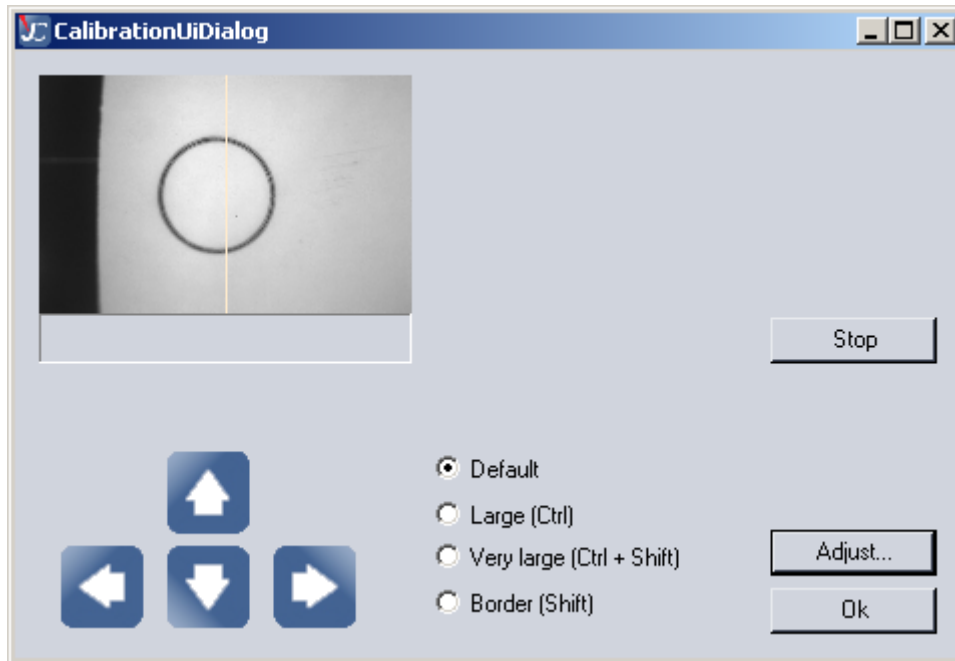 CalibrationUiDialog
Stop
Default
Large (Ctrl)
Very large (Ctrl + Shift)
Border (Shift)
Adjust...
Ok